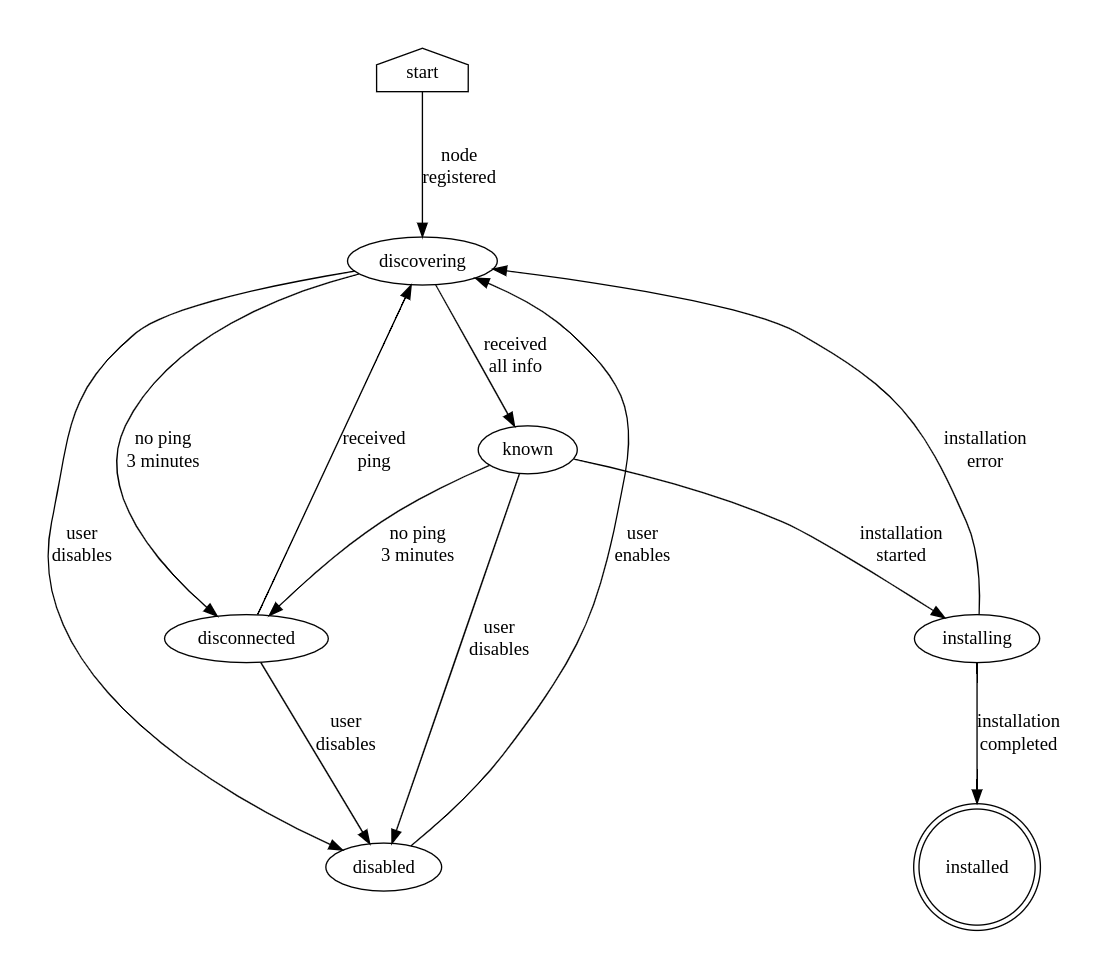 start
node
registered
discovering
received
all info
no ping
3 minutes
received
ping
known
installation
error
user
disables
no ping
3 minutes
user
enables
installation
started
disconnected
user
disables
installing
user
disables
installation
completed
disabled
installed